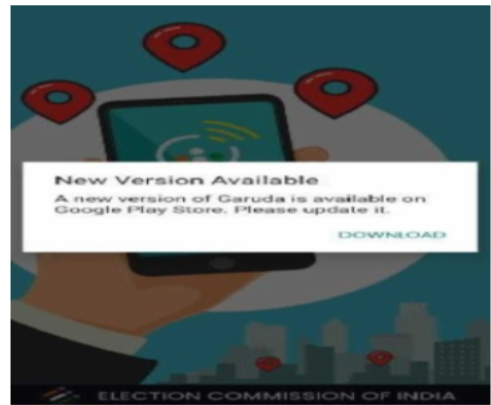 New Version Available
A new version of Garuda is available on
Google Play Store. Please update it.
DOWNLOAD
ELECTION COMMISSION OF INDIA